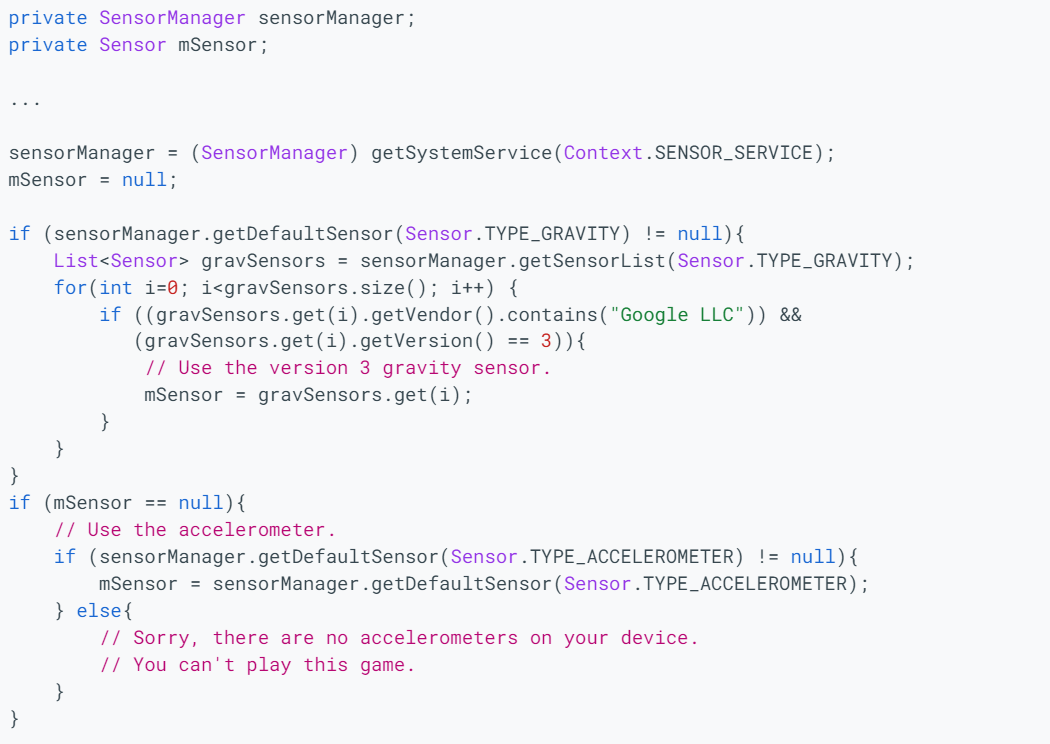 private SensorManager sensorManager;
private Sensor mSensor;

...

sensorManager = (SensorManager) getSystemService(Context.SENSOR_SERVICE);
mSensor = null;

if (sensorManager.getDefaultSensor(Sensor.TYPE_GRAVITY) != null){
    List<Sensor> gravSensors = sensorManager.getSensorList(Sensor.TYPE_GRAVITY);
    for(int i=0; i<gravSensors.size(); i++) {
        if ((gravSensors.get(i).getVendor().contains("Google LLC")) &&
           (gravSensors.get(i).getVersion() == 3)){
            // Use the version 3 gravity sensor.
            mSensor = gravSensors.get(i);
        }
    }
}
if (mSensor == null){
    // Use the accelerometer.
    if (sensorManager.getDefaultSensor(Sensor.TYPE_ACCELEROMETER) != null){
        mSensor = sensorManager.getDefaultSensor(Sensor.TYPE_ACCELEROMETER);
    } else{
        // Sorry, there are no accelerometers on your device.
        // You can't play this game.
    }
}